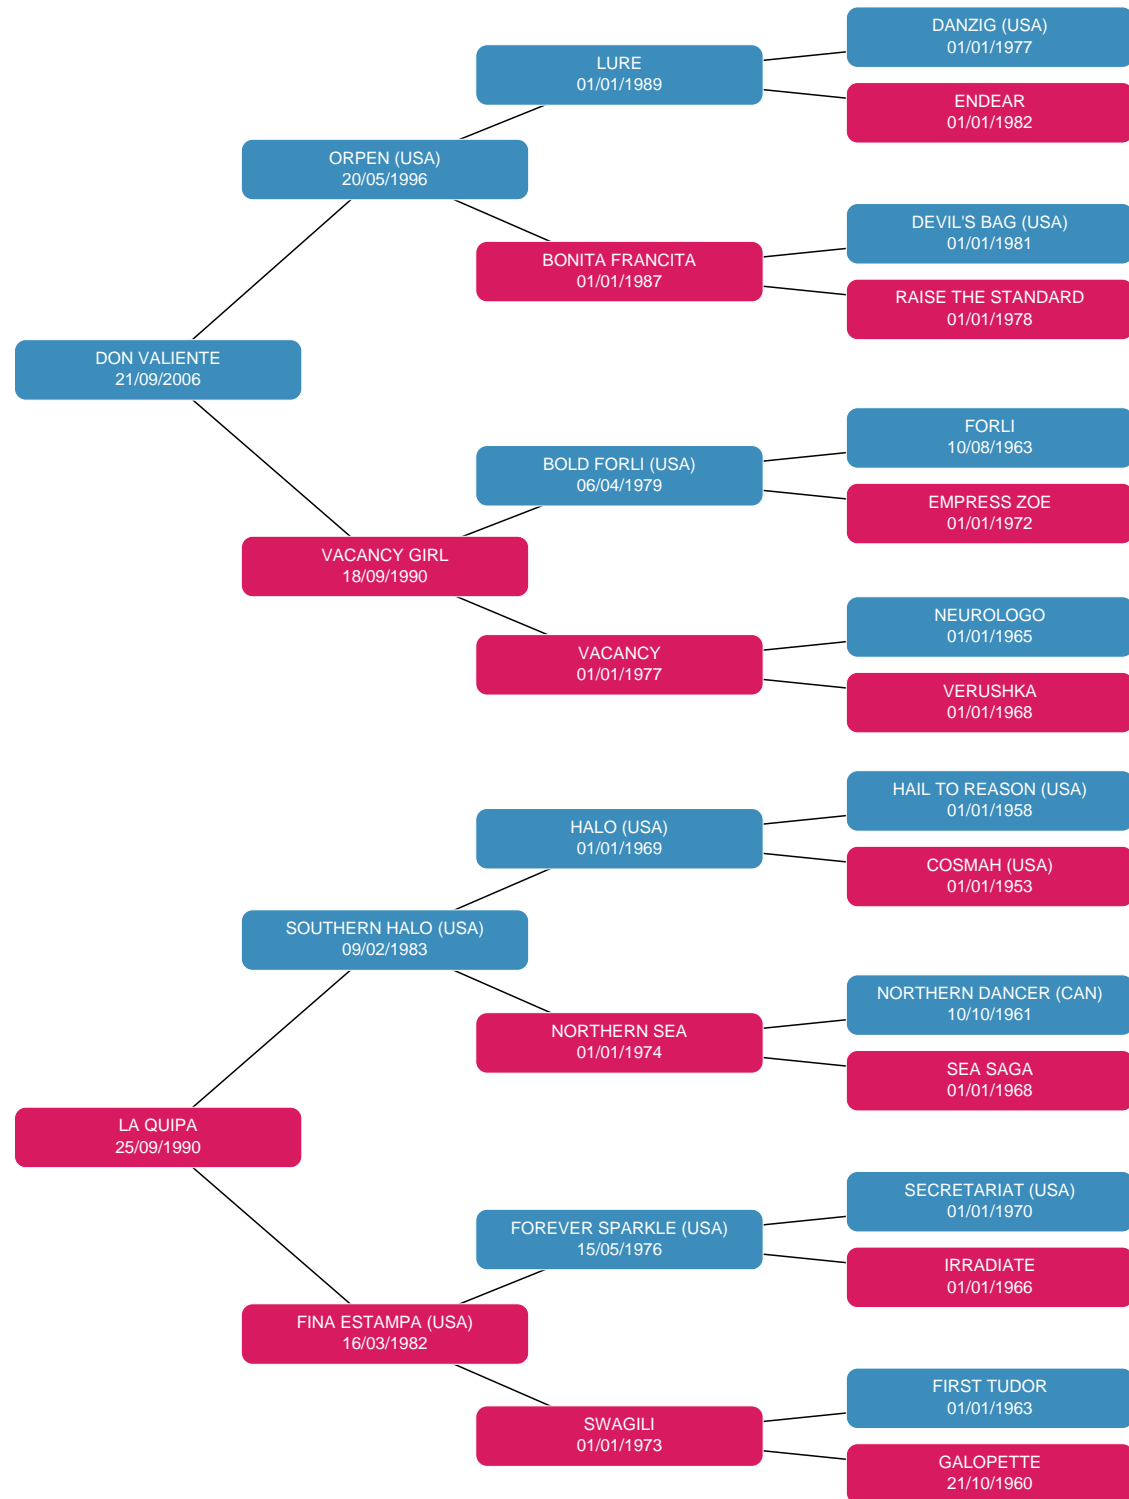 DANZIG (USA)
01/01/1977
LURE
01/01/1989
ENDEAR
01/01/1982
ORPEN (USA)
20/05/1996
DEVIL'S BAG (USA)
01/01/1981
BONITA FRANCITA
01/01/1987
RAISE THE STANDARD
01/01/1978
DON VALIENTE
21/09/2006
FORLI
10/08/1963
BOLD FORLI (USA)
06/04/1979
EMPRESS ZOE
01/01/1972
VACANCY GIRL
18/09/1990
NEUROLOGO
01/01/1965
VACANCY
01/01/1977
VERUSHKA
01/01/1968
HAIL TO REASON (USA)
01/01/1958
HALO (USA)
01/01/1969
COSMAH (USA)
01/01/1953
SOUTHERN HALO (USA)
09/02/1983
NORTHERN DANCER (CAN)
10/10/1961
NORTHERN SEA
01/01/1974
SEA SAGA
01/01/1968
LA QUIPA
25/09/1990
SECRETARIAT (USA)
01/01/1970
FOREVER SPARKLE (USA)
15/05/1976
IRRADIATE
01/01/1966
FINA ESTAMPA (USA)
16/03/1982
FIRST TUDOR
01/01/1963
SWAGILI
01/01/1973
GALOPETTE
21/10/1960